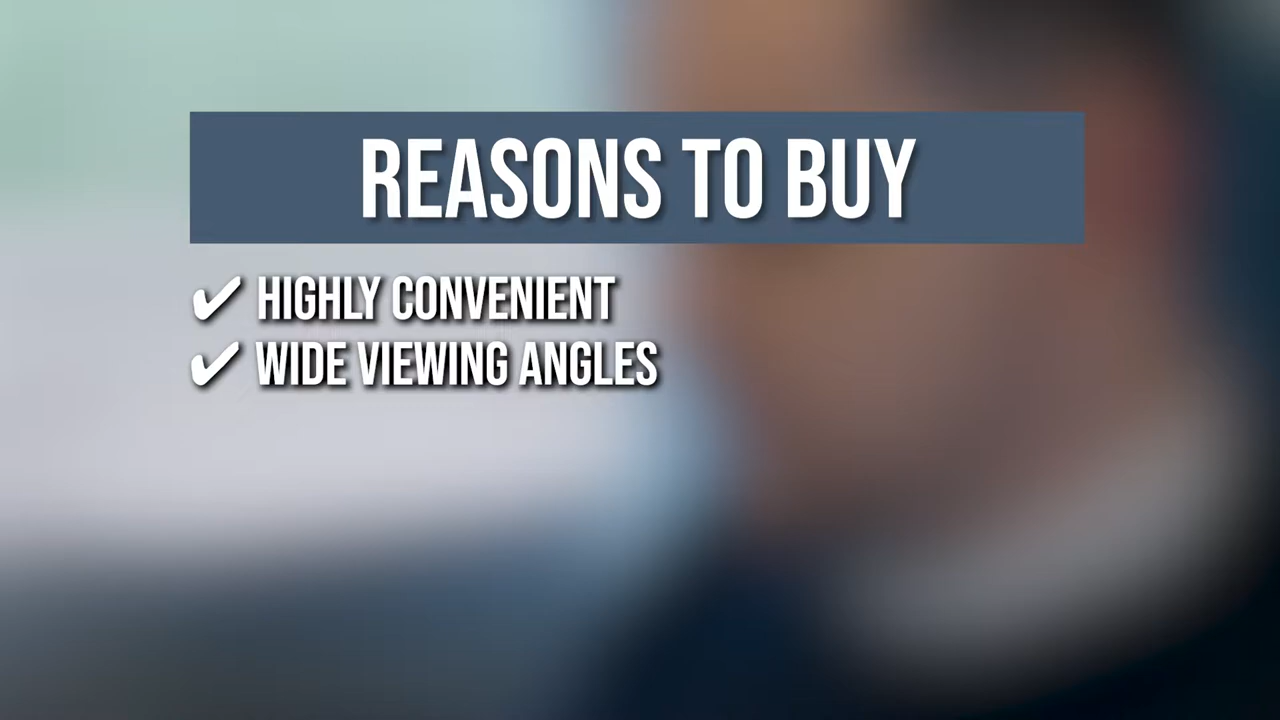 REASONS TO BUY
✔ HIGHLY CONVENIENT
✔ WIDE VIEWING ANGLES